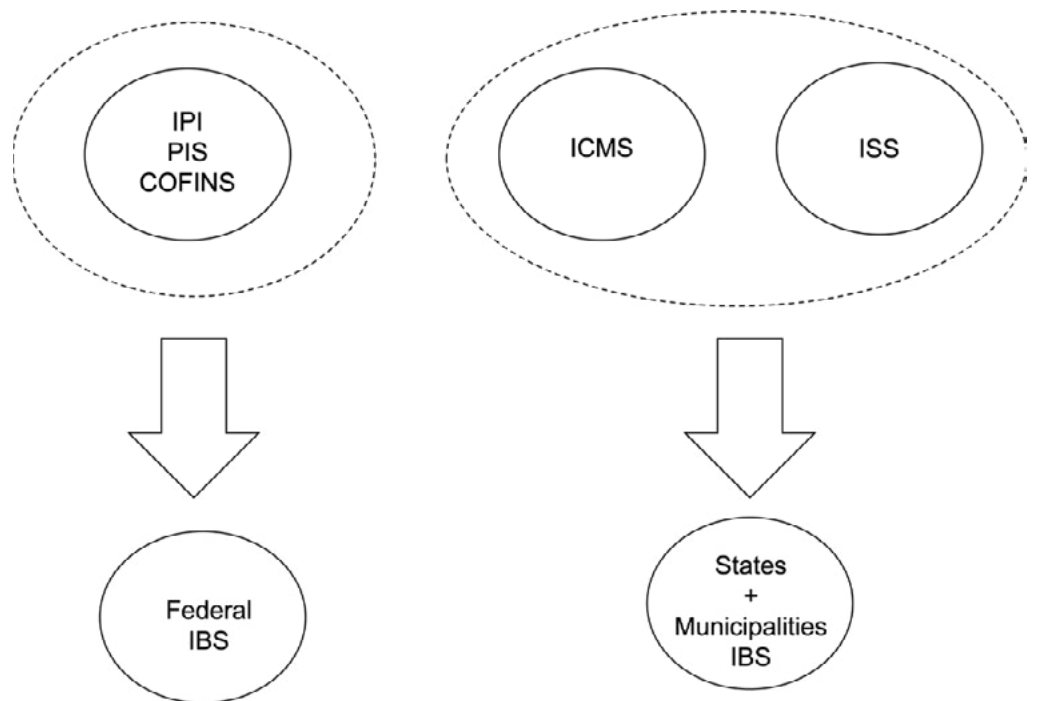 IPI
PIS
COFINS
ICMS
ISS
Federal
IBS
States
+
Municipalities
IBS